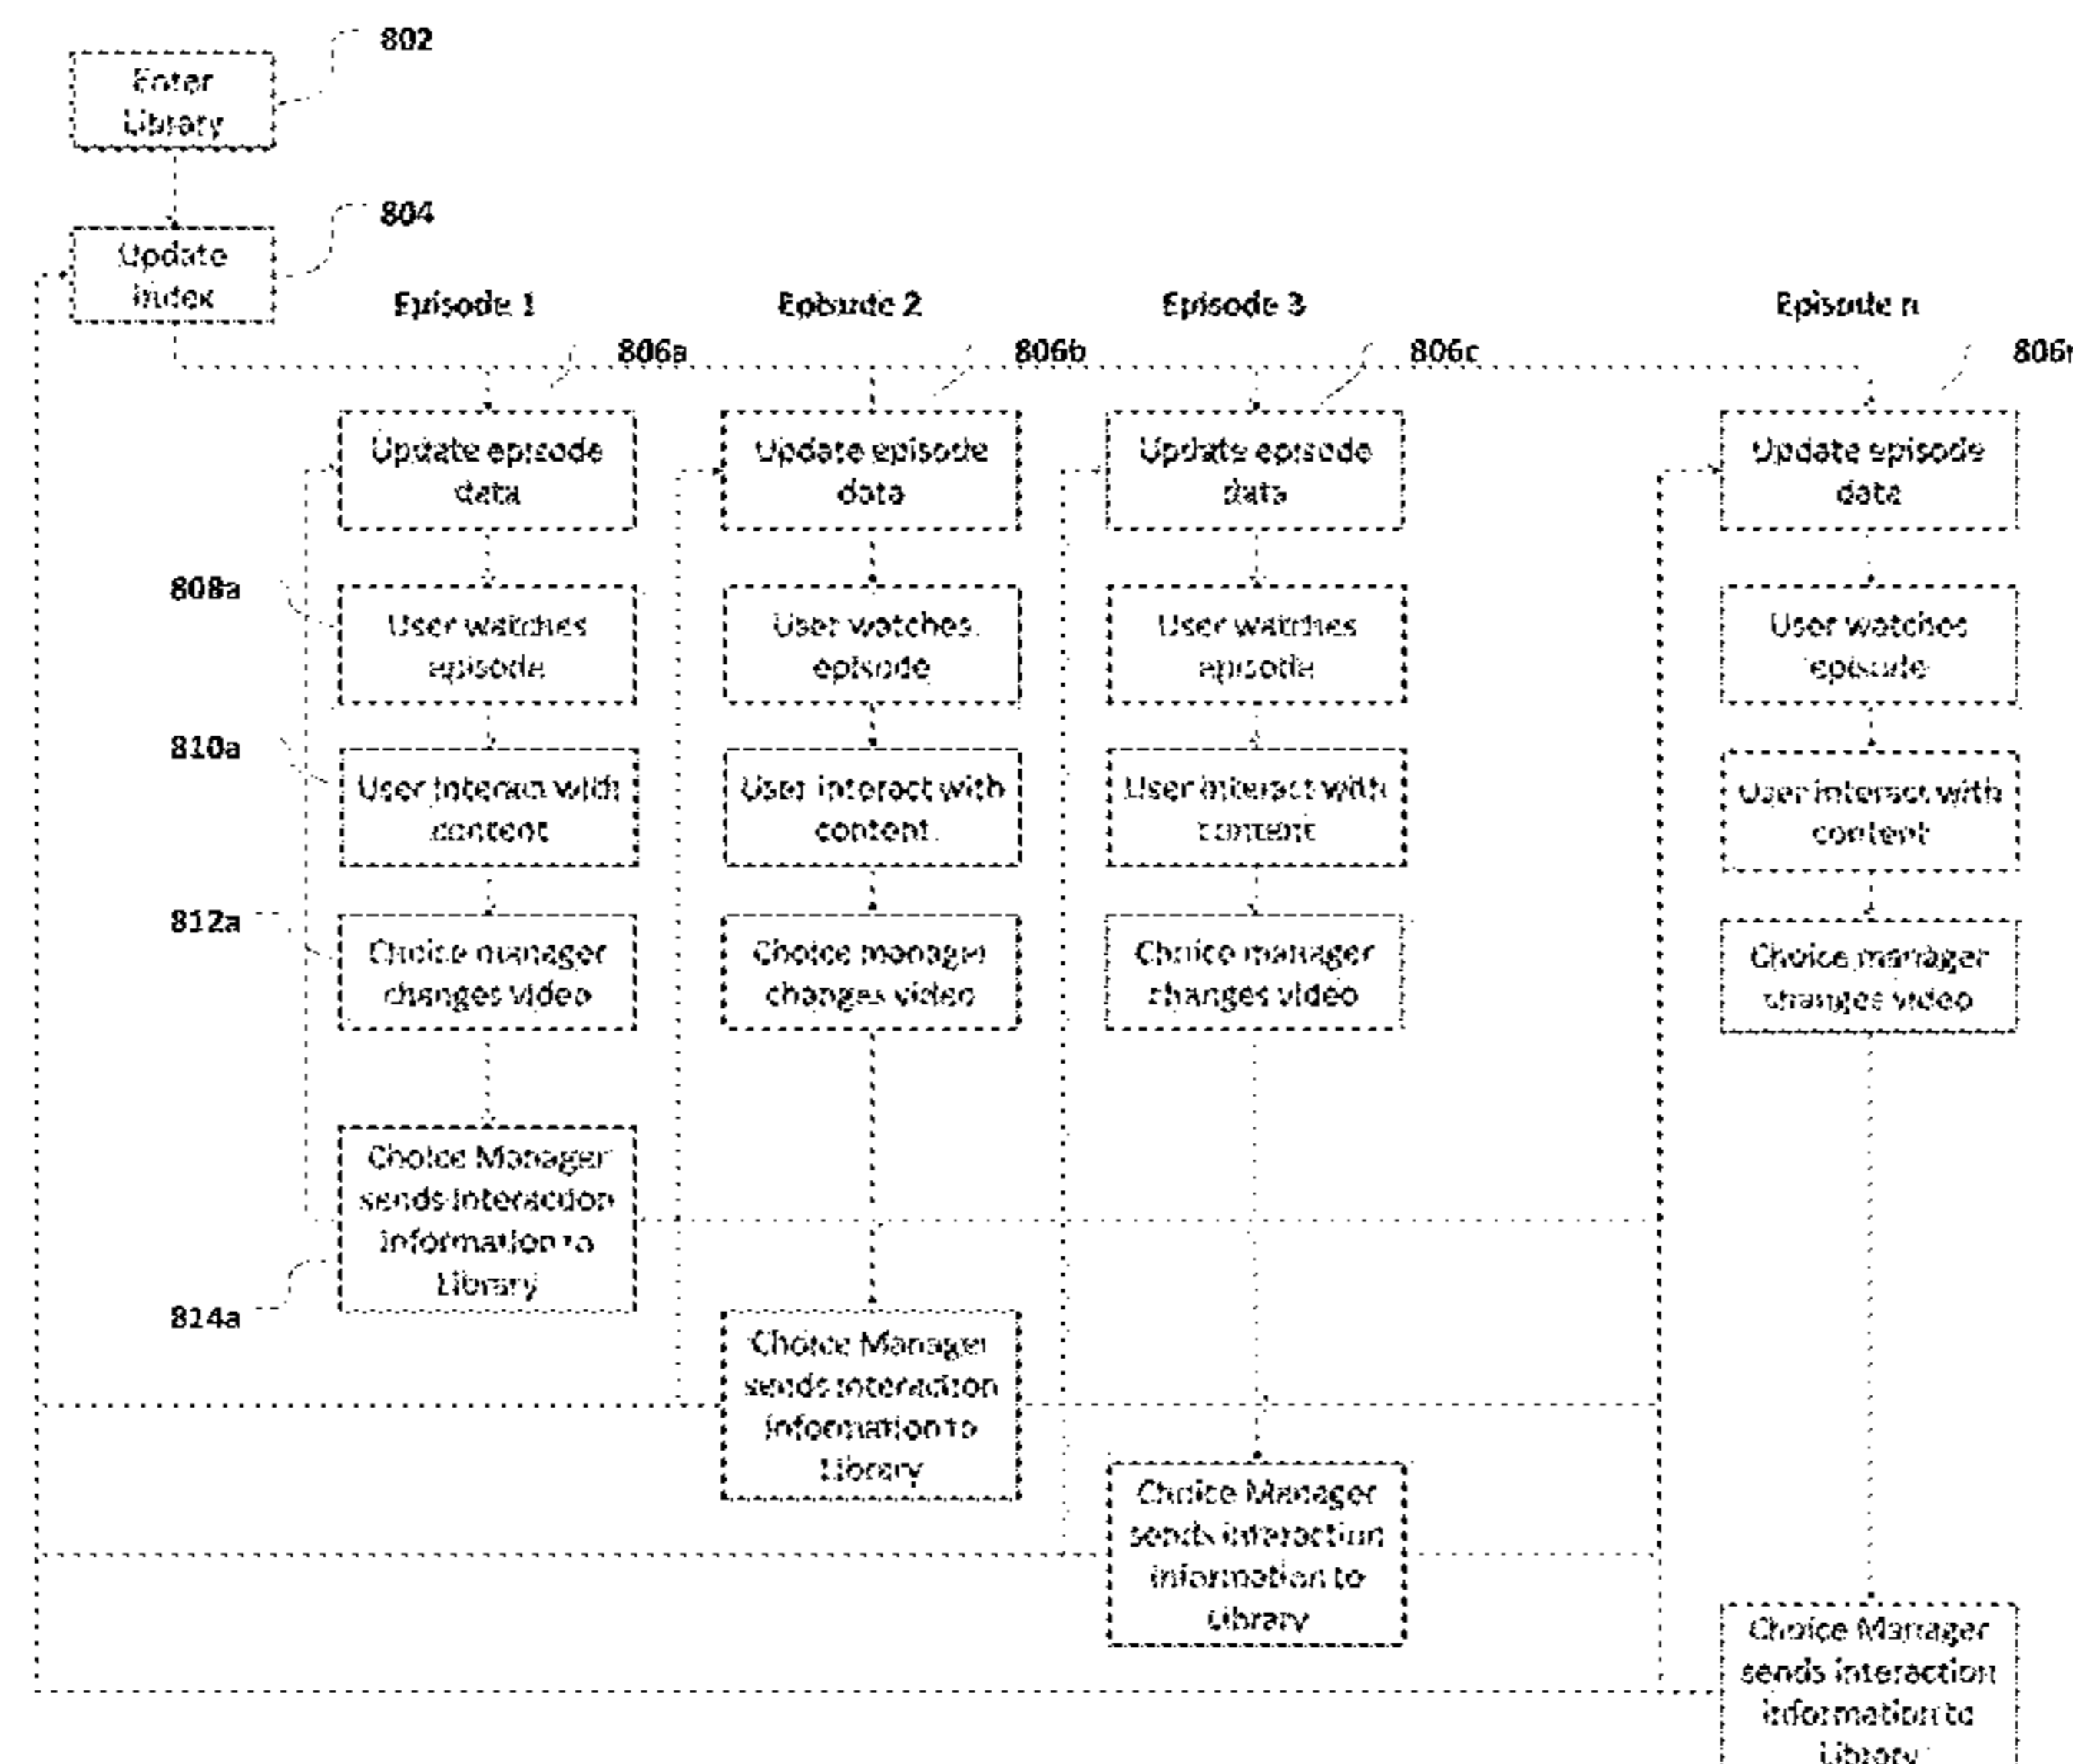 802
Enter
Library
804
Update
Index
Episode 1
Episode 2
Episode 3
Episode n
806a
806b
806c
806n
Update episode
data
Update episode
data
Update episode
data
Update episode
data
808a
User watches
episode
User watches
episode
User watches
episode
User watches
episode
810a
User interact with
content
User interact with
content
User interact with
content
User interact with
content
812a
Choice manager
changes video
Choice manager
changes video
Choice manager
changes video
Choice manager
changes video
Choice Manager
sends interaction
information to
Library
814a
Choice Manager
sends interaction
information to
Library
Choice Manager
sends interaction
information to
Library
Choice Manager
sends interaction
information to
Library